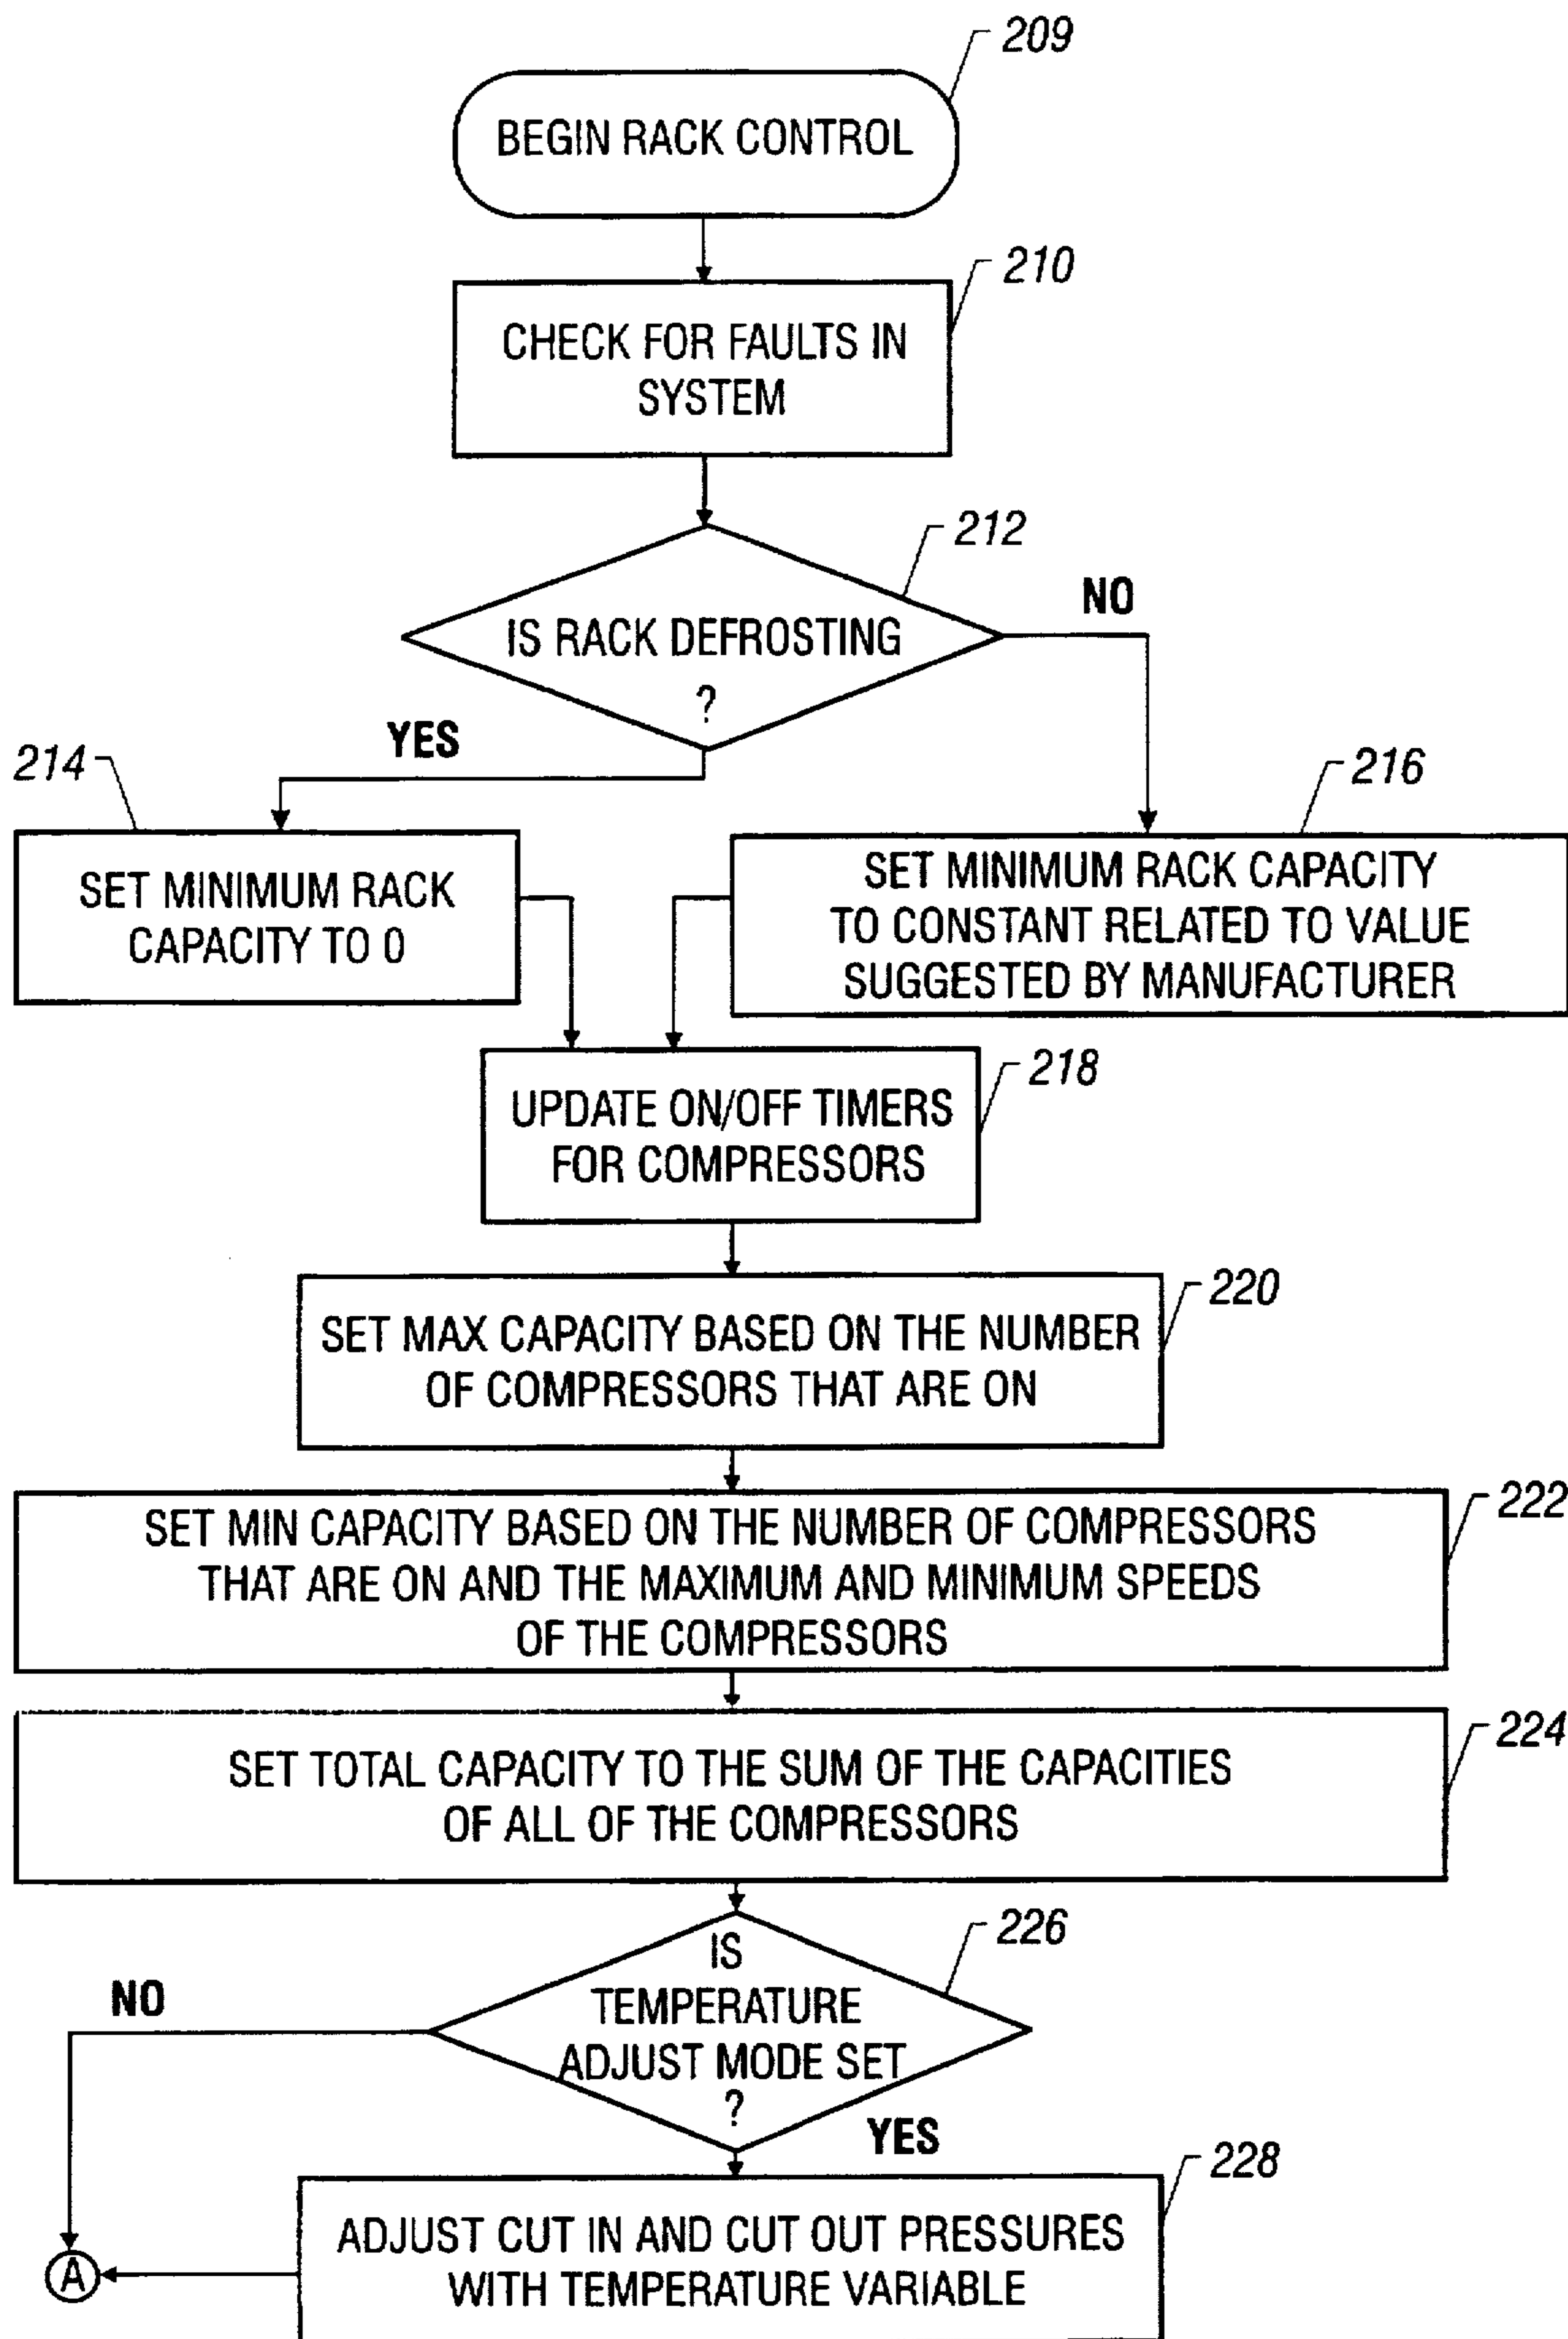 209
BEGIN RACK CONTROL
210
CHECK FOR FAULTS IN
SYSTEM
212
IS RACK DEFROSTING
?
NO
YES
214
SET MINIMUM RACK
CAPACITY TO 0
216
SET MINIMUM RACK CAPACITY
TO CONSTANT RELATED TO VALUE
SUGGESTED BY MANUFACTURER
218
UPDATE ON/OFF TIMERS
FOR COMPRESSORS
220
SET MAX CAPACITY BASED ON THE NUMBER
OF COMPRESSORS THAT ARE ON
222
SET MIN CAPACITY BASED ON THE NUMBER OF COMPRESSORS
THAT ARE ON AND THE MAXIMUM AND MINIMUM SPEEDS
OF THE COMPRESSORS
224
SET TOTAL CAPACITY TO THE SUM OF THE CAPACITIES
OF ALL OF THE COMPRESSORS
226
IS
TEMPERATURE
ADJUST MODE SET
?
NO
YES
228
ADJUST CUT IN AND CUT OUT PRESSURES
WITH TEMPERATURE VARIABLE
A